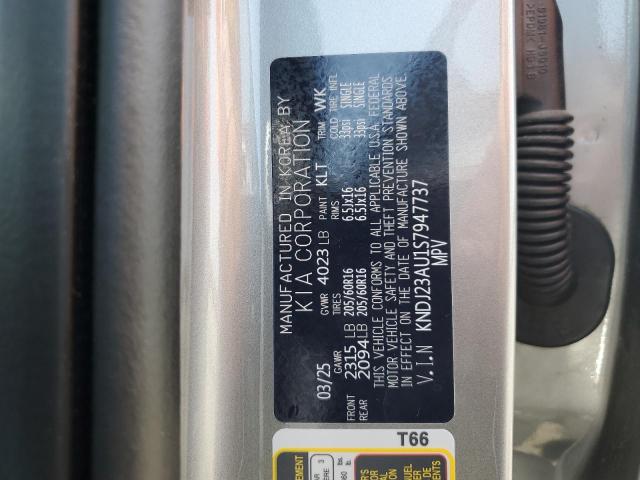 MANUFACTURED IN KOREA BY
KIA CORPORATION
03/25 GVWR 4023 LB PAINT KLT TRIM WK
GAWR TIRES RIMS COLD TIRE INFL
FRONT 2315 LB 205/60R16 6.5Jx16 33psi SINGLE
REAR 2094 LB 205/60R16 6.5Jx16 33psi SINGLE
THIS VEHICLE CONFORMS TO ALL APPLICABLE U.S.A FEDERAL
MOTOR VEHICLE SAFETY AND THEFT PREVENTION STANDARDS
IN EFFECT ON THE DATE OF MANUFACTURE SHOWN ABOVE.
V.I.N KNDJ23AU1S7947737
MPV
T66